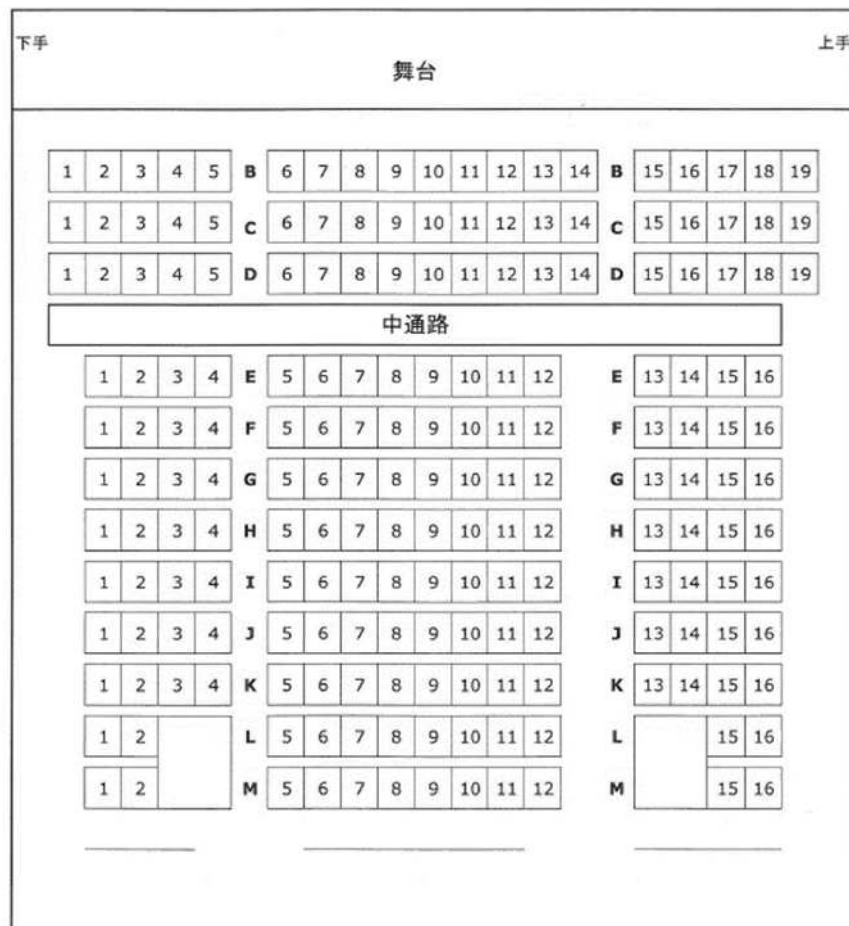 下手 上手
舞台
1 2 3 4 5 B 6 7 8 9 10 11 12 13 14 B 15 16 17 18 19
1 2 3 4 5 C 6 7 8 9 10 11 12 13 14 C 15 16 17 18 19
1 2 3 4 5 D 6 7 8 9 10 11 12 13 14 D 15 16 17 18 19
中通路
1 2 3 4 E 5 6 7 8 9 10 11 12 E 13 14 15 16
1 2 3 4 F 5 6 7 8 9 10 11 12 F 13 14 15 16
1 2 3 4 G 5 6 7 8 9 10 11 12 G 13 14 15 16
1 2 3 4 H 5 6 7 8 9 10 11 12 H 13 14 15 16
1 2 3 4 I 5 6 7 8 9 10 11 12 I 13 14 15 16
1 2 3 4 J 5 6 7 8 9 10 11 12 J 13 14 15 16
1 2 3 4 K 5 6 7 8 9 10 11 12 K 13 14 15 16
1 2 L 5 6 7 8 9 10 11 12 L 15 16
1 2 M 5 6 7 8 9 10 11 12 M 15 16